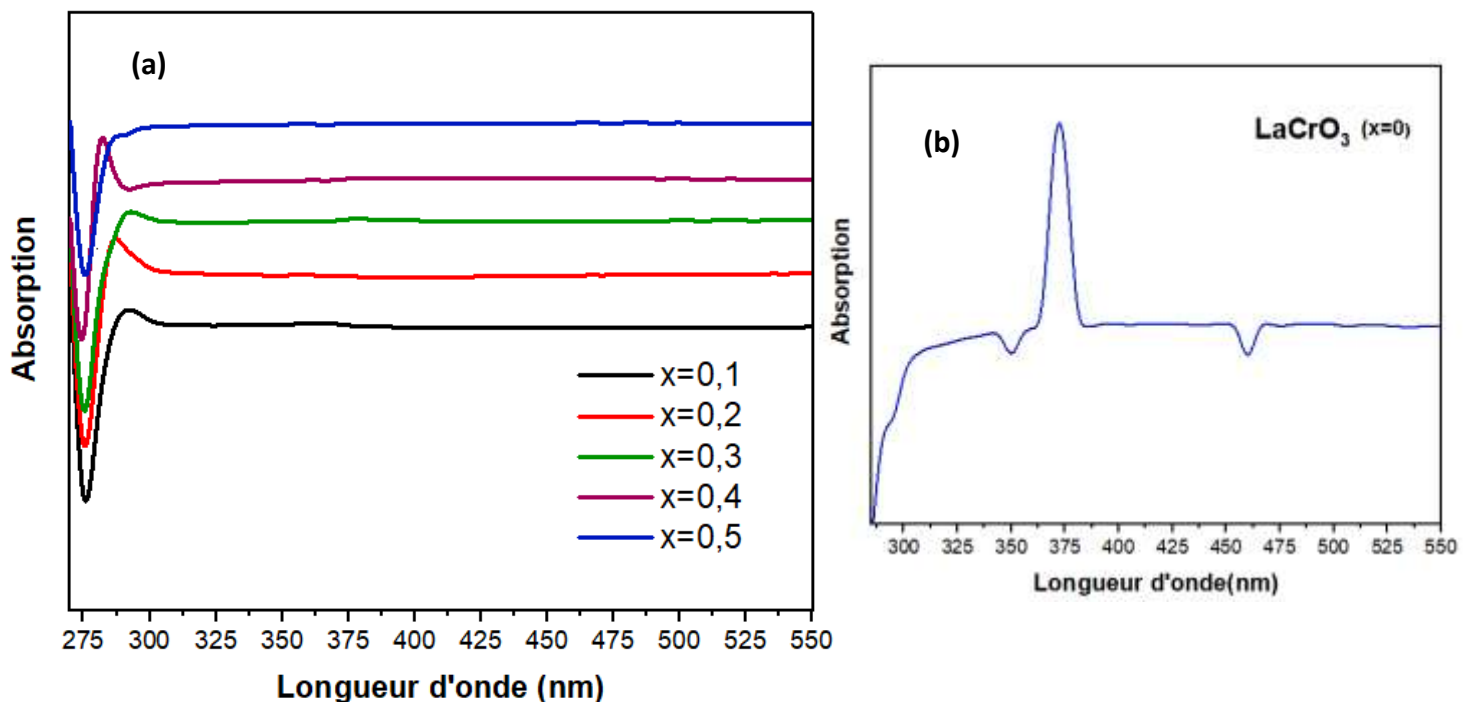 (a)
Absorption
x=0,1
x=0,2
x=0,3
x=0,4
x=0,5
275 300 325 350 375 400 425 450 475 500 525 550
Longueur d'onde (nm)
(b)
LaCrO₃ (x=0)
Absorption
300 325 350 375 400 425 450 475 500 525 550
Longueur d'onde(nm)